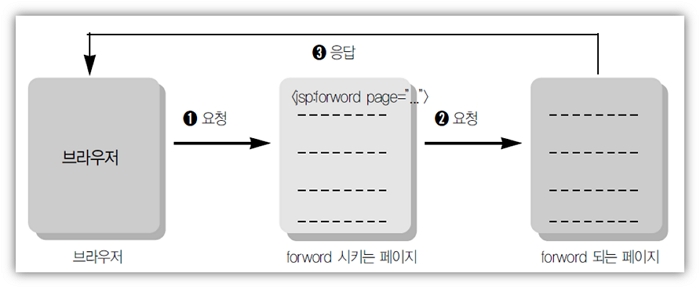 ❸ 응답
<jsp:forword page="...">
❶ 요청
❷ 요청
브라우저
브라우저
forword 시키는 페이지
forword 되는 페이지